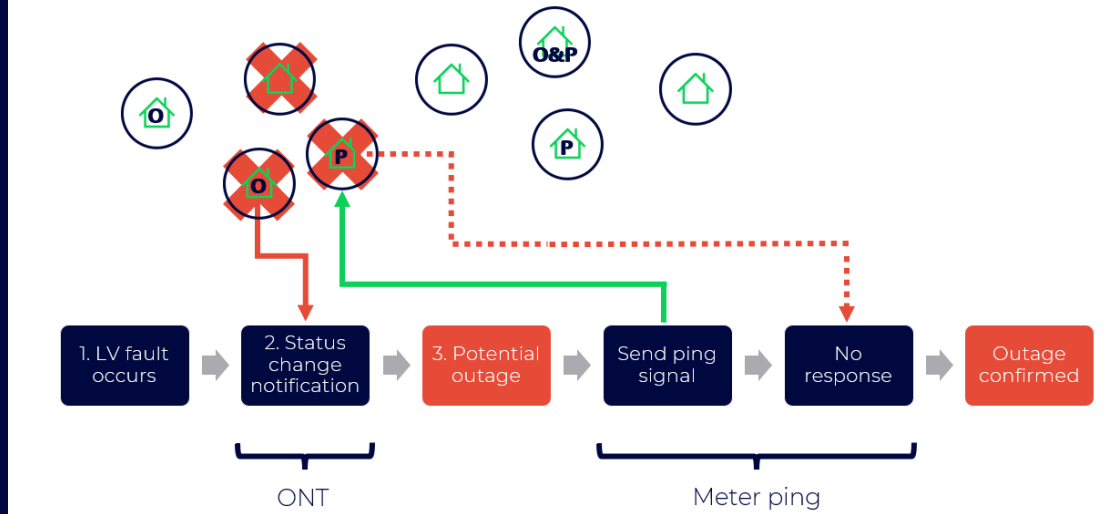 O&P
O
P
P
O
1. LV fault
occurs
2. Status
change
notification
3. Potential
outage
Send ping
signal
No
response
Outage
confirmed
ONT
Meter ping